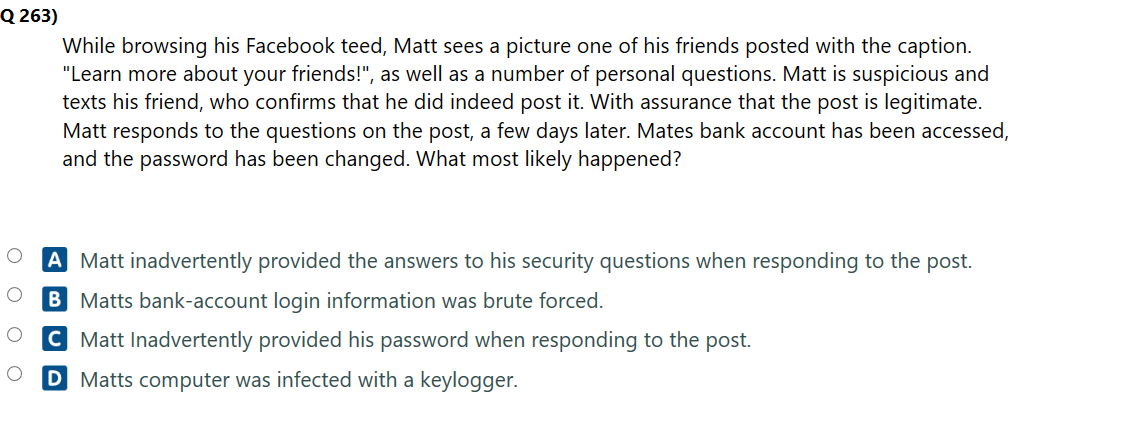 Q 263)
While browsing his Facebook teed, Matt sees a picture one of his friends posted with the caption.
"Learn more about your friends!", as well as a number of personal questions. Matt is suspicious and
texts his friend, who confirms that he did indeed post it. With assurance that the post is legitimate.
Matt responds to the questions on the post, a few days later. Mates bank account has been accessed,
and the password has been changed. What most likely happened?
A Matt inadvertently provided the answers to his security questions when responding to the post.
B Matts bank-account login information was brute forced.
C Matt Inadvertently provided his password when responding to the post.
D Matts computer was infected with a keylogger.